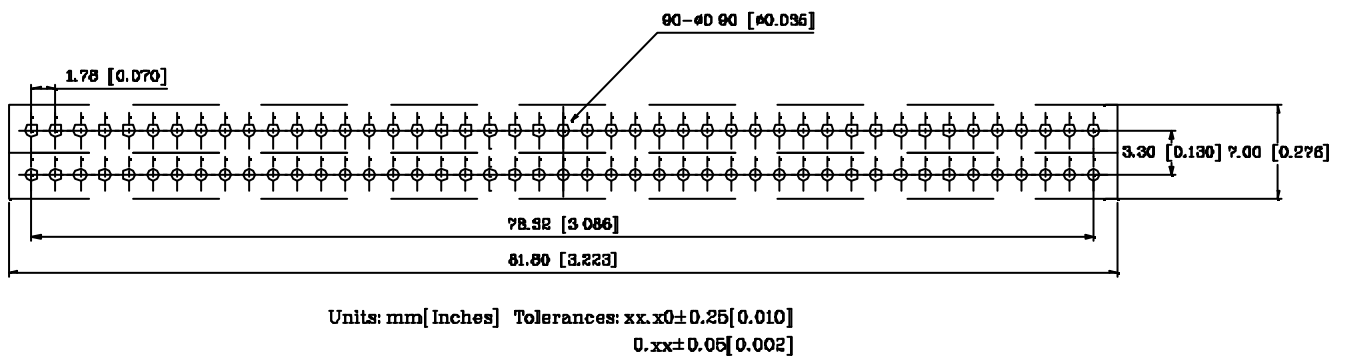 90-ø0 90 [ø0.035]
1.78 [0.070]
3.30 [0.130] 7.00 [0.276]
78.32 [3 086]
81.80 [3.223]
Units: mm[Inches] Tolerances: xx.x0±0.25[0.010]
0.xx±0.05[0.002]